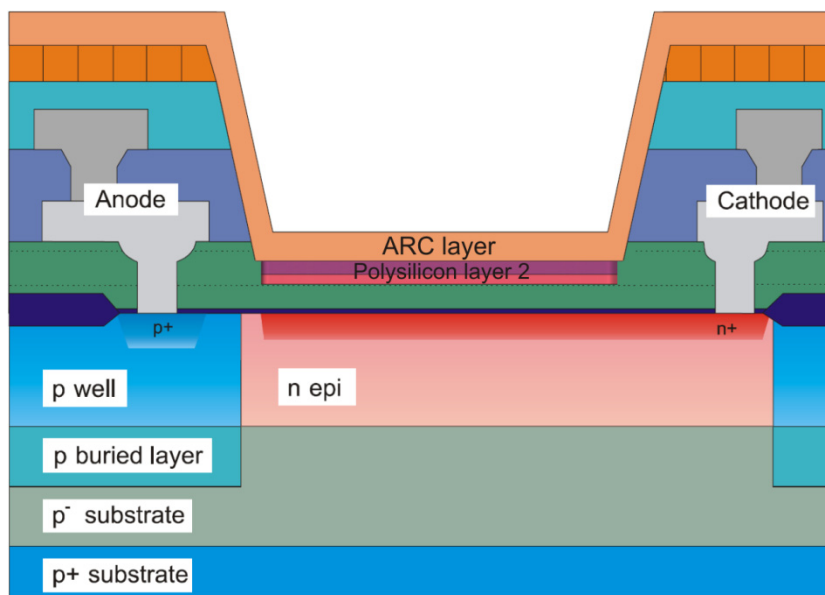 Anode
Cathode
ARC layer
Polysilicon layer 2
p+
n+
p well
n epi
p buried layer
p⁻ substrate
p+ substrate